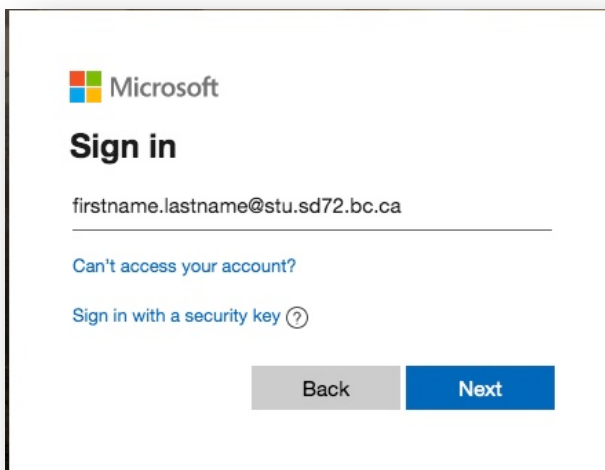 Microsoft
Sign in
firstname.lastname@stu.sd72.bc.ca
Can't access your account?
Sign in with a security key ?
Back Next